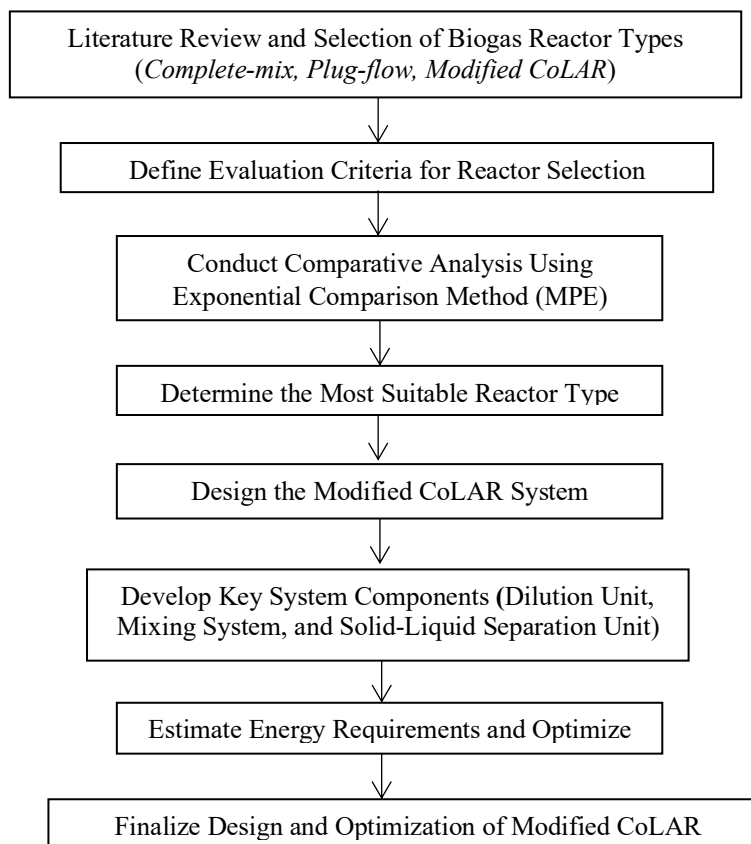 Literature Review and Selection of Biogas Reactor Types
(Complete-mix, Plug-flow, Modified CoLAR)
Define Evaluation Criteria for Reactor Selection
Conduct Comparative Analysis Using
Exponential Comparison Method (MPE)
Determine the Most Suitable Reactor Type
Design the Modified CoLAR System
Develop Key System Components (Dilution Unit,
Mixing System, and Solid-Liquid Separation Unit)
Estimate Energy Requirements and Optimize
Finalize Design and Optimization of Modified CoLAR